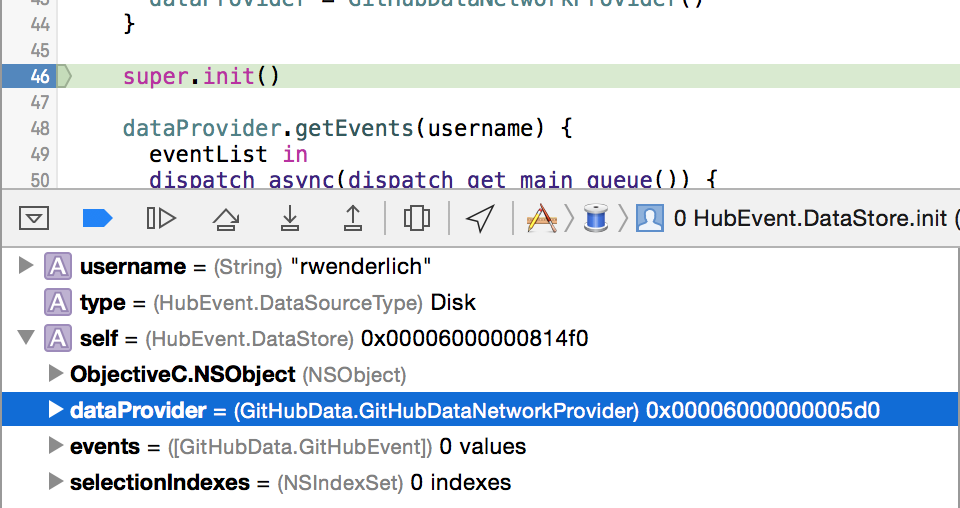 43 dataProvider = GitHubDataNetworkProvider()
44 }
45
46 super.init()
47
48 dataProvider.getEvents(username) {
49 eventList in
50 dispatch_async(dispatch_get_main_queue()) {
0 HubEvent.DataStore.init (
A username = (String) "rwenderlich"
A type = (HubEvent.DataSourceType) Disk
A self = (HubEvent.DataStore) 0x00006000000814f0
ObjectiveC.NSObject (NSObject)
dataProvider = (GitHubData.GitHubDataNetworkProvider) 0x00006000000005d0
events = ([GitHubData.GitHubEvent]) 0 values
selectionIndexes = (NSIndexSet) 0 indexes